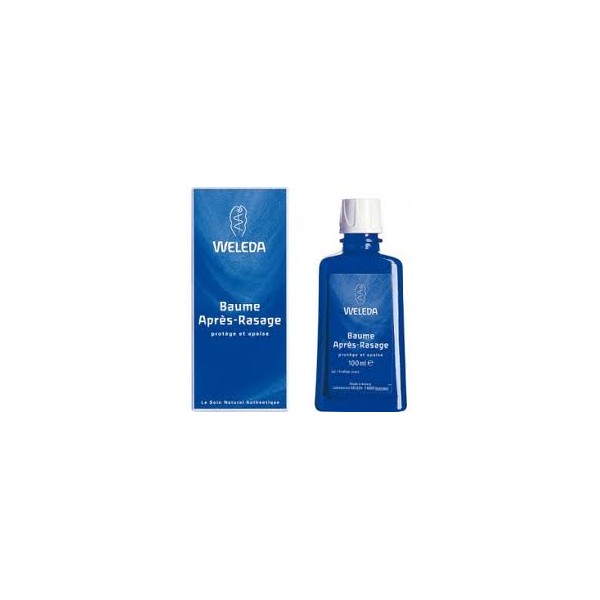 WELEDA
Baume
Après-Rasage
protège et apaise
Le Soin Naturel Authentique
WELEDA
Baume
Après-Rasage
protège et apaise
100 ml e